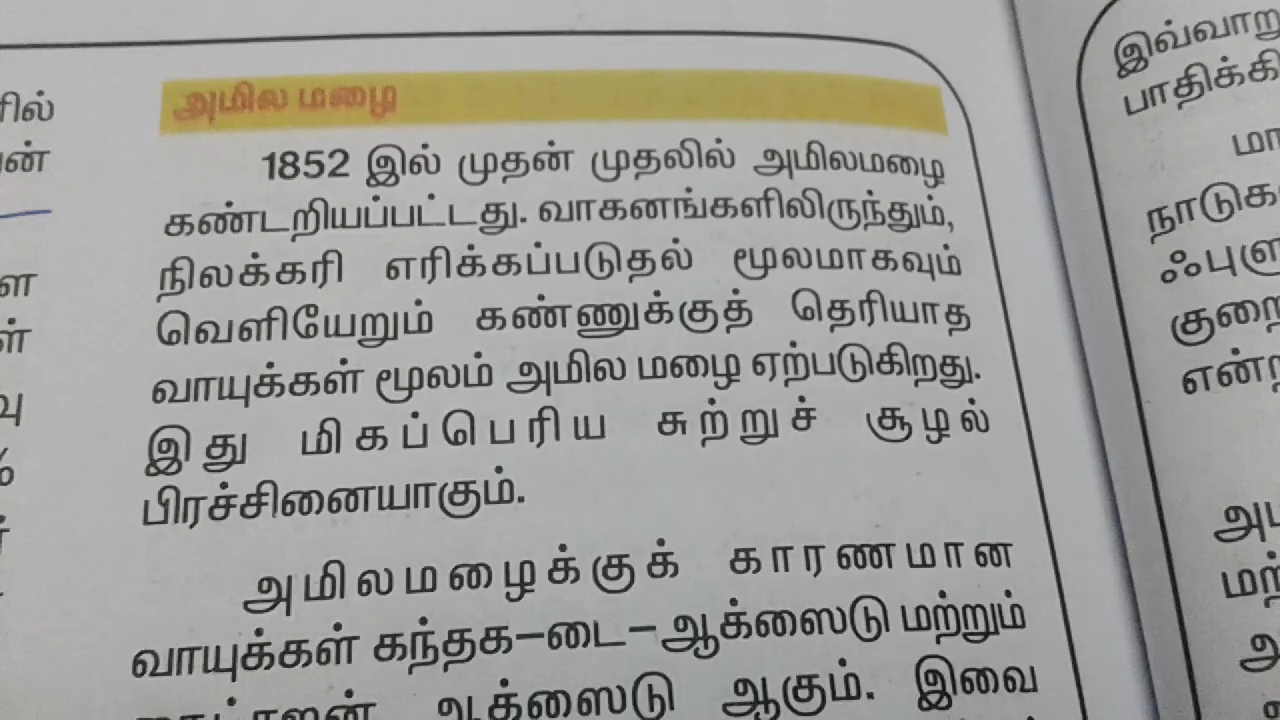 அமில மழை
1852 இல் முதன் முதலில் அமிலமழை
கண்டறியப்பட்டது. வாகனங்களிலிருந்தும்,
நிலக்கரி எரிக்கப்படுதல் மூலமாகவும்
வெளியேறும் கண்ணுக்குத் தெரியாத
வாயுக்கள் மூலம் அமில மழை ஏற்படுகிறது.
இது மிகப்பெரிய சுற்றுச் சூழல்
பிரச்சினையாகும்.
அமிலமழைக்குக் காரணமான
வாயுக்கள் கந்தக-டை-ஆக்ஸைடு மற்றும்
ஆக்ஸைடு ஆகும். இவை
இவ்வாறு
பாதிக்கி
நாடுக
ஃபுளு
குறை
என்ற